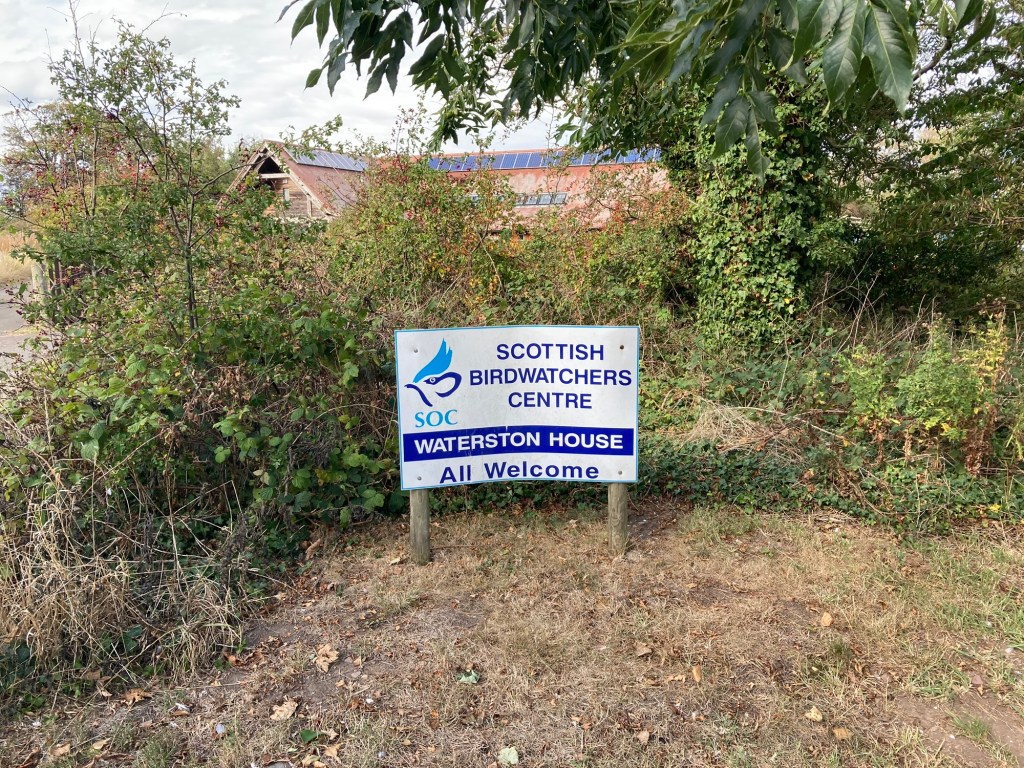 SCOTTISH
BIRDWATCHERS
CENTRE
SOC
WATERSTON HOUSE
All Welcome